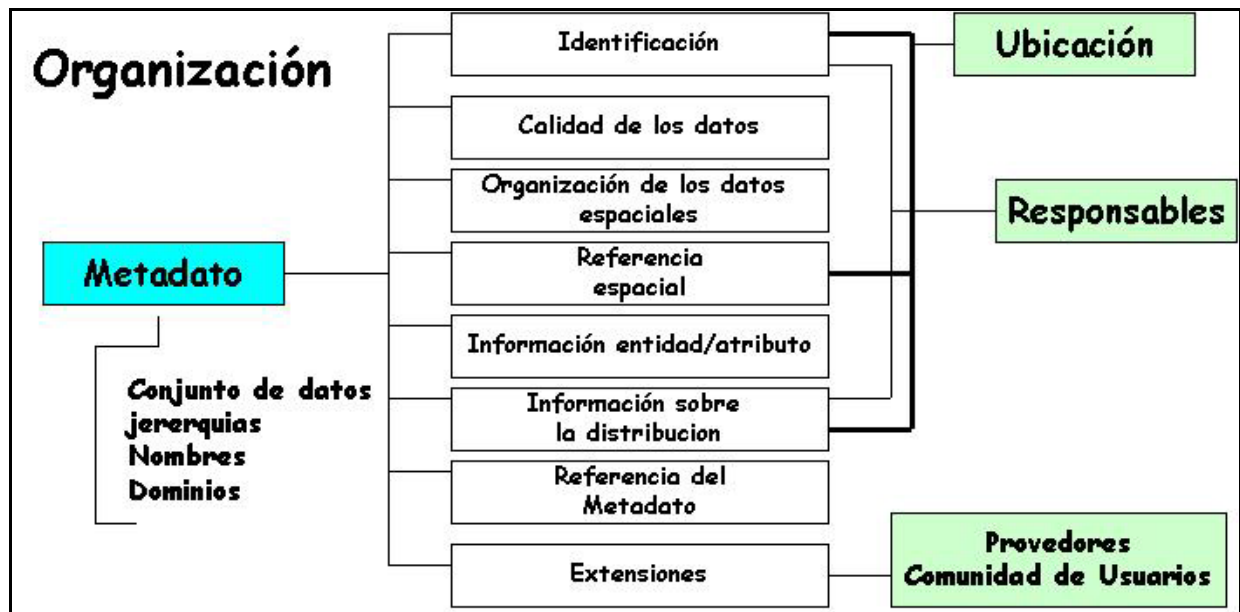 Organización
Metadato
Conjunto de datos
jererquias
Nombres
Dominios
Identificación
Calidad de los datos
Organización de los datos
espaciales
Referencia
espacial
Información entidad/atributo
Información sobre
la distribucion
Referencia del
Metadato
Extensiones
Ubicación
Responsables
Provedores
Comunidad de Usuarios